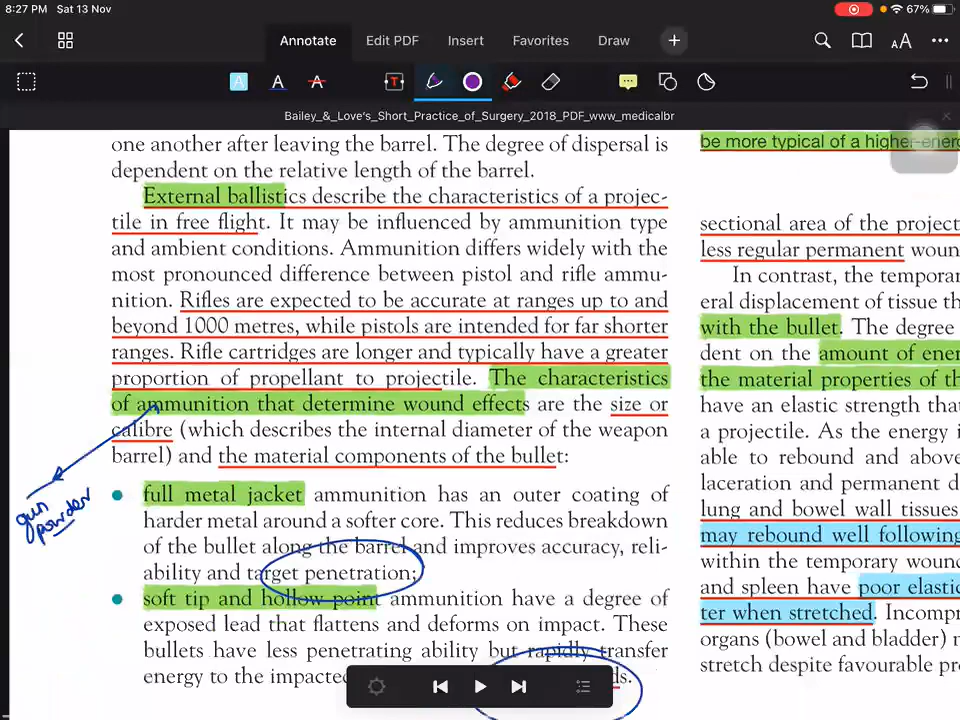 8:27 PM Sat 13 Nov 67%
Annotate Edit PDF Insert Favorites Draw
Bailey_&_Love's_Short_Practice_of_Surgery_2018_PDF_www_medicalbr
one another after leaving the barrel. The degree of dispersal is
dependent on the relative length of the barrel.
External ballistics describe the characteristics of a projec-
tile in free flight. It may be influenced by ammunition type
and ambient conditions. Ammunition differs widely with the
most pronounced difference between pistol and rifle ammu-
nition. Rifles are expected to be accurate at ranges up to and
beyond 1000 metres, while pistols are intended for far shorter
ranges. Rifle cartridges are longer and typically have a greater
proportion of propellant to projectile. The characteristics
of ammunition that determine wound effects are the size or
calibre (which describes the internal diameter of the weapon
barrel) and the material components of the bullet:
gun
powder
• full metal jacket ammunition has an outer coating of
harder metal around a softer core. This reduces breakdown
of the bullet along the barrel and improves accuracy, reli-
ability and target penetration;
• soft tip and hollow point ammunition have a degree of
exposed lead that flattens and deforms on impact. These
bullets have less penetrating ability but rapidly transfer
energy to the impacted
be more typical of a higher-energ
sectional area of the project
less regular permanent woun
In contrast, the temporar
eral displacement of tissue th
with the bullet. The degree
dent on the amount of ener
the material properties of th
have an elastic strength tha
a projectile. As the energy i
able to rebound and above
laceration and permanent d
lung and bowel wall tissues
may rebound well following
within the temporary woun
and spleen have poor elastic
ter when stretched. Incompr
organs (bowel and bladder) n
stretch despite favourable pr